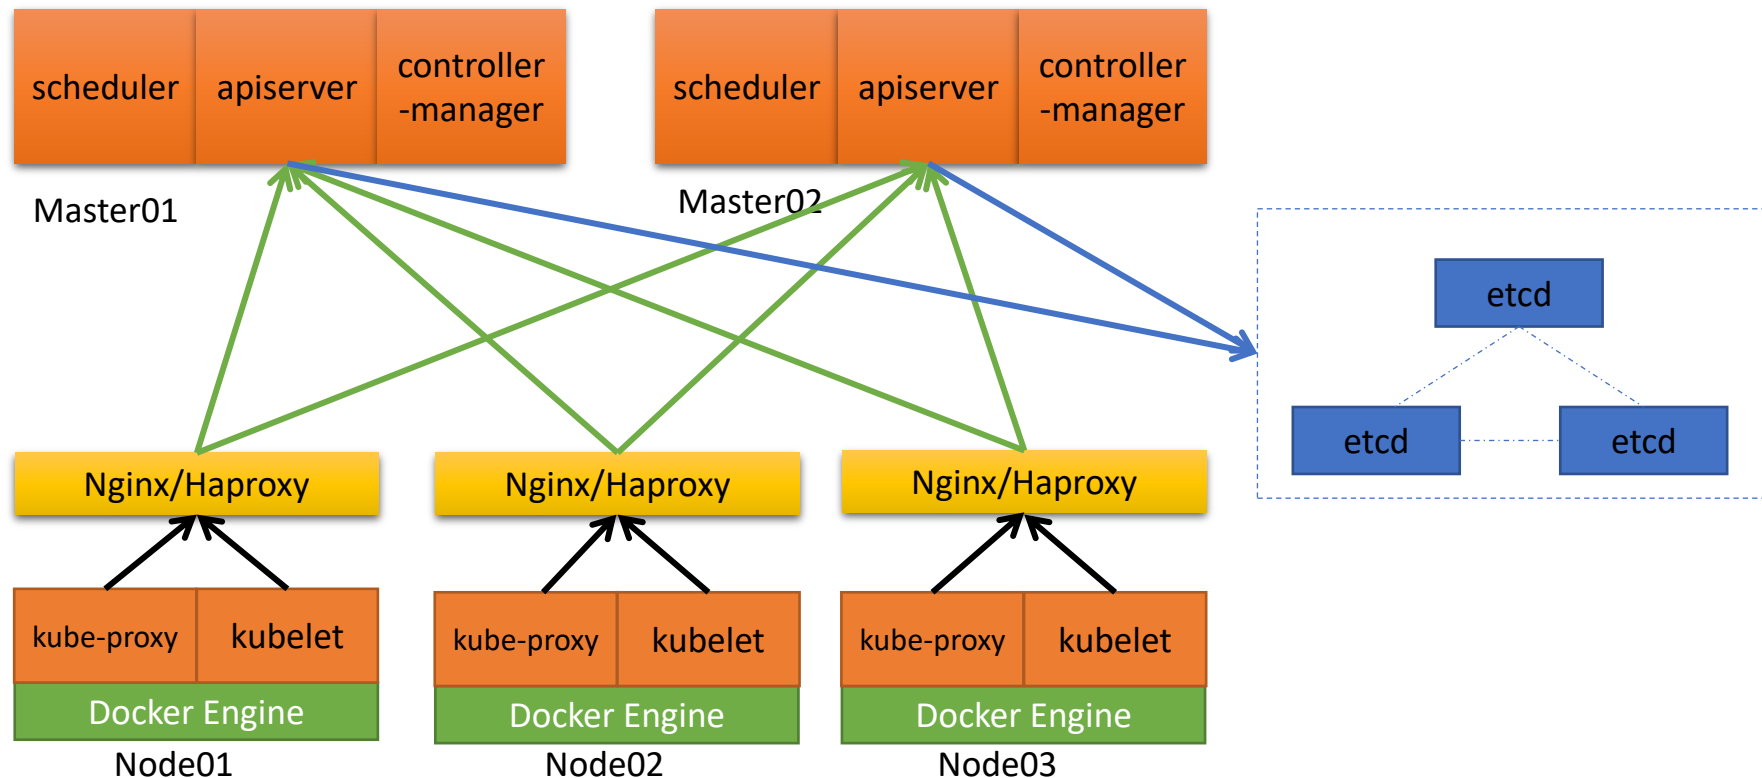 scheduler
apiserver
controller
-manager
scheduler
apiserver
controller
-manager
Master01
Master02
etcd
etcd
etcd
Nginx/Haproxy
Nginx/Haproxy
Nginx/Haproxy
kube-proxy
kubelet
kube-proxy
kubelet
kube-proxy
kubelet
Docker Engine
Docker Engine
Docker Engine
Node01
Node02
Node03